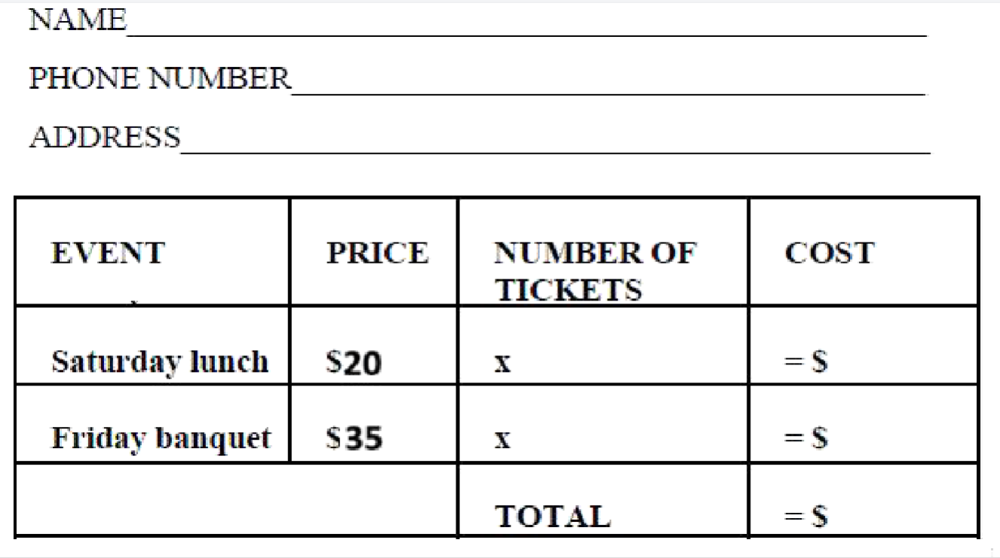 NAME
PHONE NUMBER
ADDRESS
EVENT PRICE NUMBER OF TICKETS COST
Saturday lunch $20 x = $
Friday banquet $35 x = $
TOTAL = $